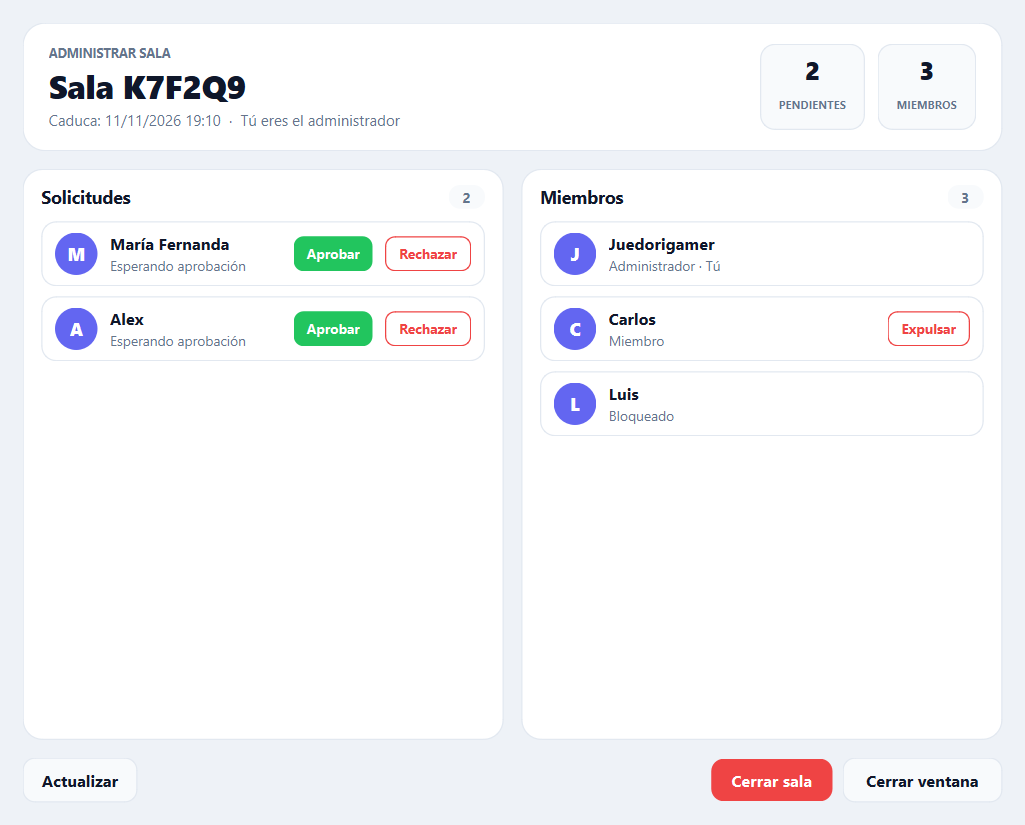 ADMINISTRAR SALA
Sala K7F2Q9
Caduca: 11/11/2026 19:10 · Tú eres el administrador
2
PENDIENTES
3
MIEMBROS
Solicitudes
2
M
María Fernanda
Esperando aprobación
Aprobar
Rechazar
A
Alex
Esperando aprobación
Aprobar
Rechazar
Miembros
3
J
Juedorigamer
Administrador · Tú
C
Carlos
Miembro
Expulsar
L
Luis
Bloqueado
Actualizar
Cerrar sala
Cerrar ventana